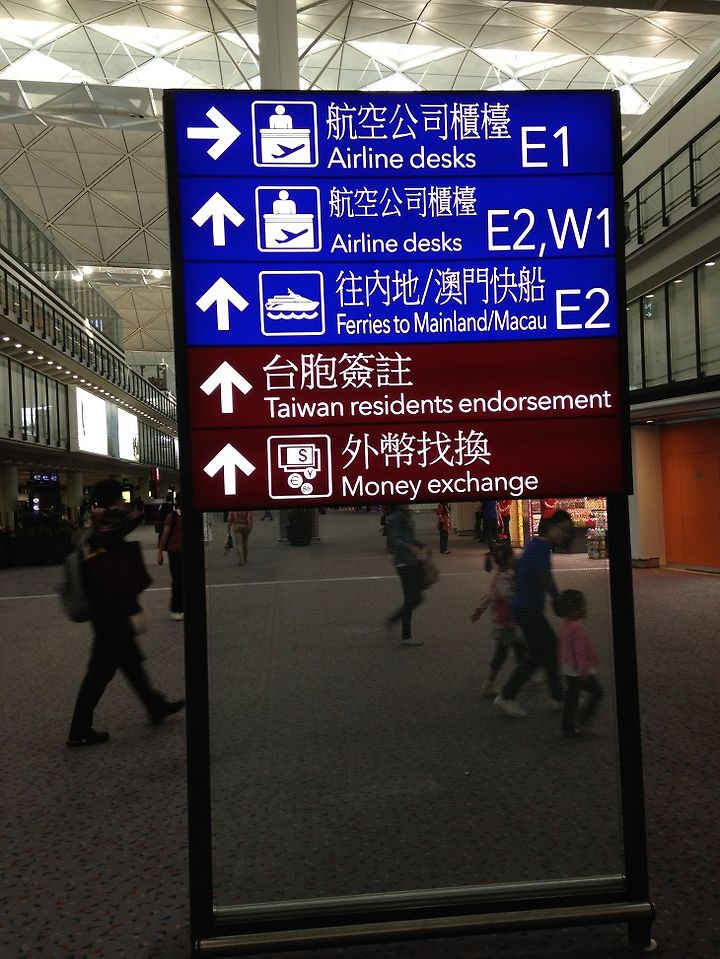 航空公司櫃檯
Airline desks
E1
航空公司櫃檯
Airline desks
E2,W1
往內地/澳門快船
Ferries to Mainland/Macau
E2
台胞簽註
Taiwan residents endorsement
外幣找換
Money exchange